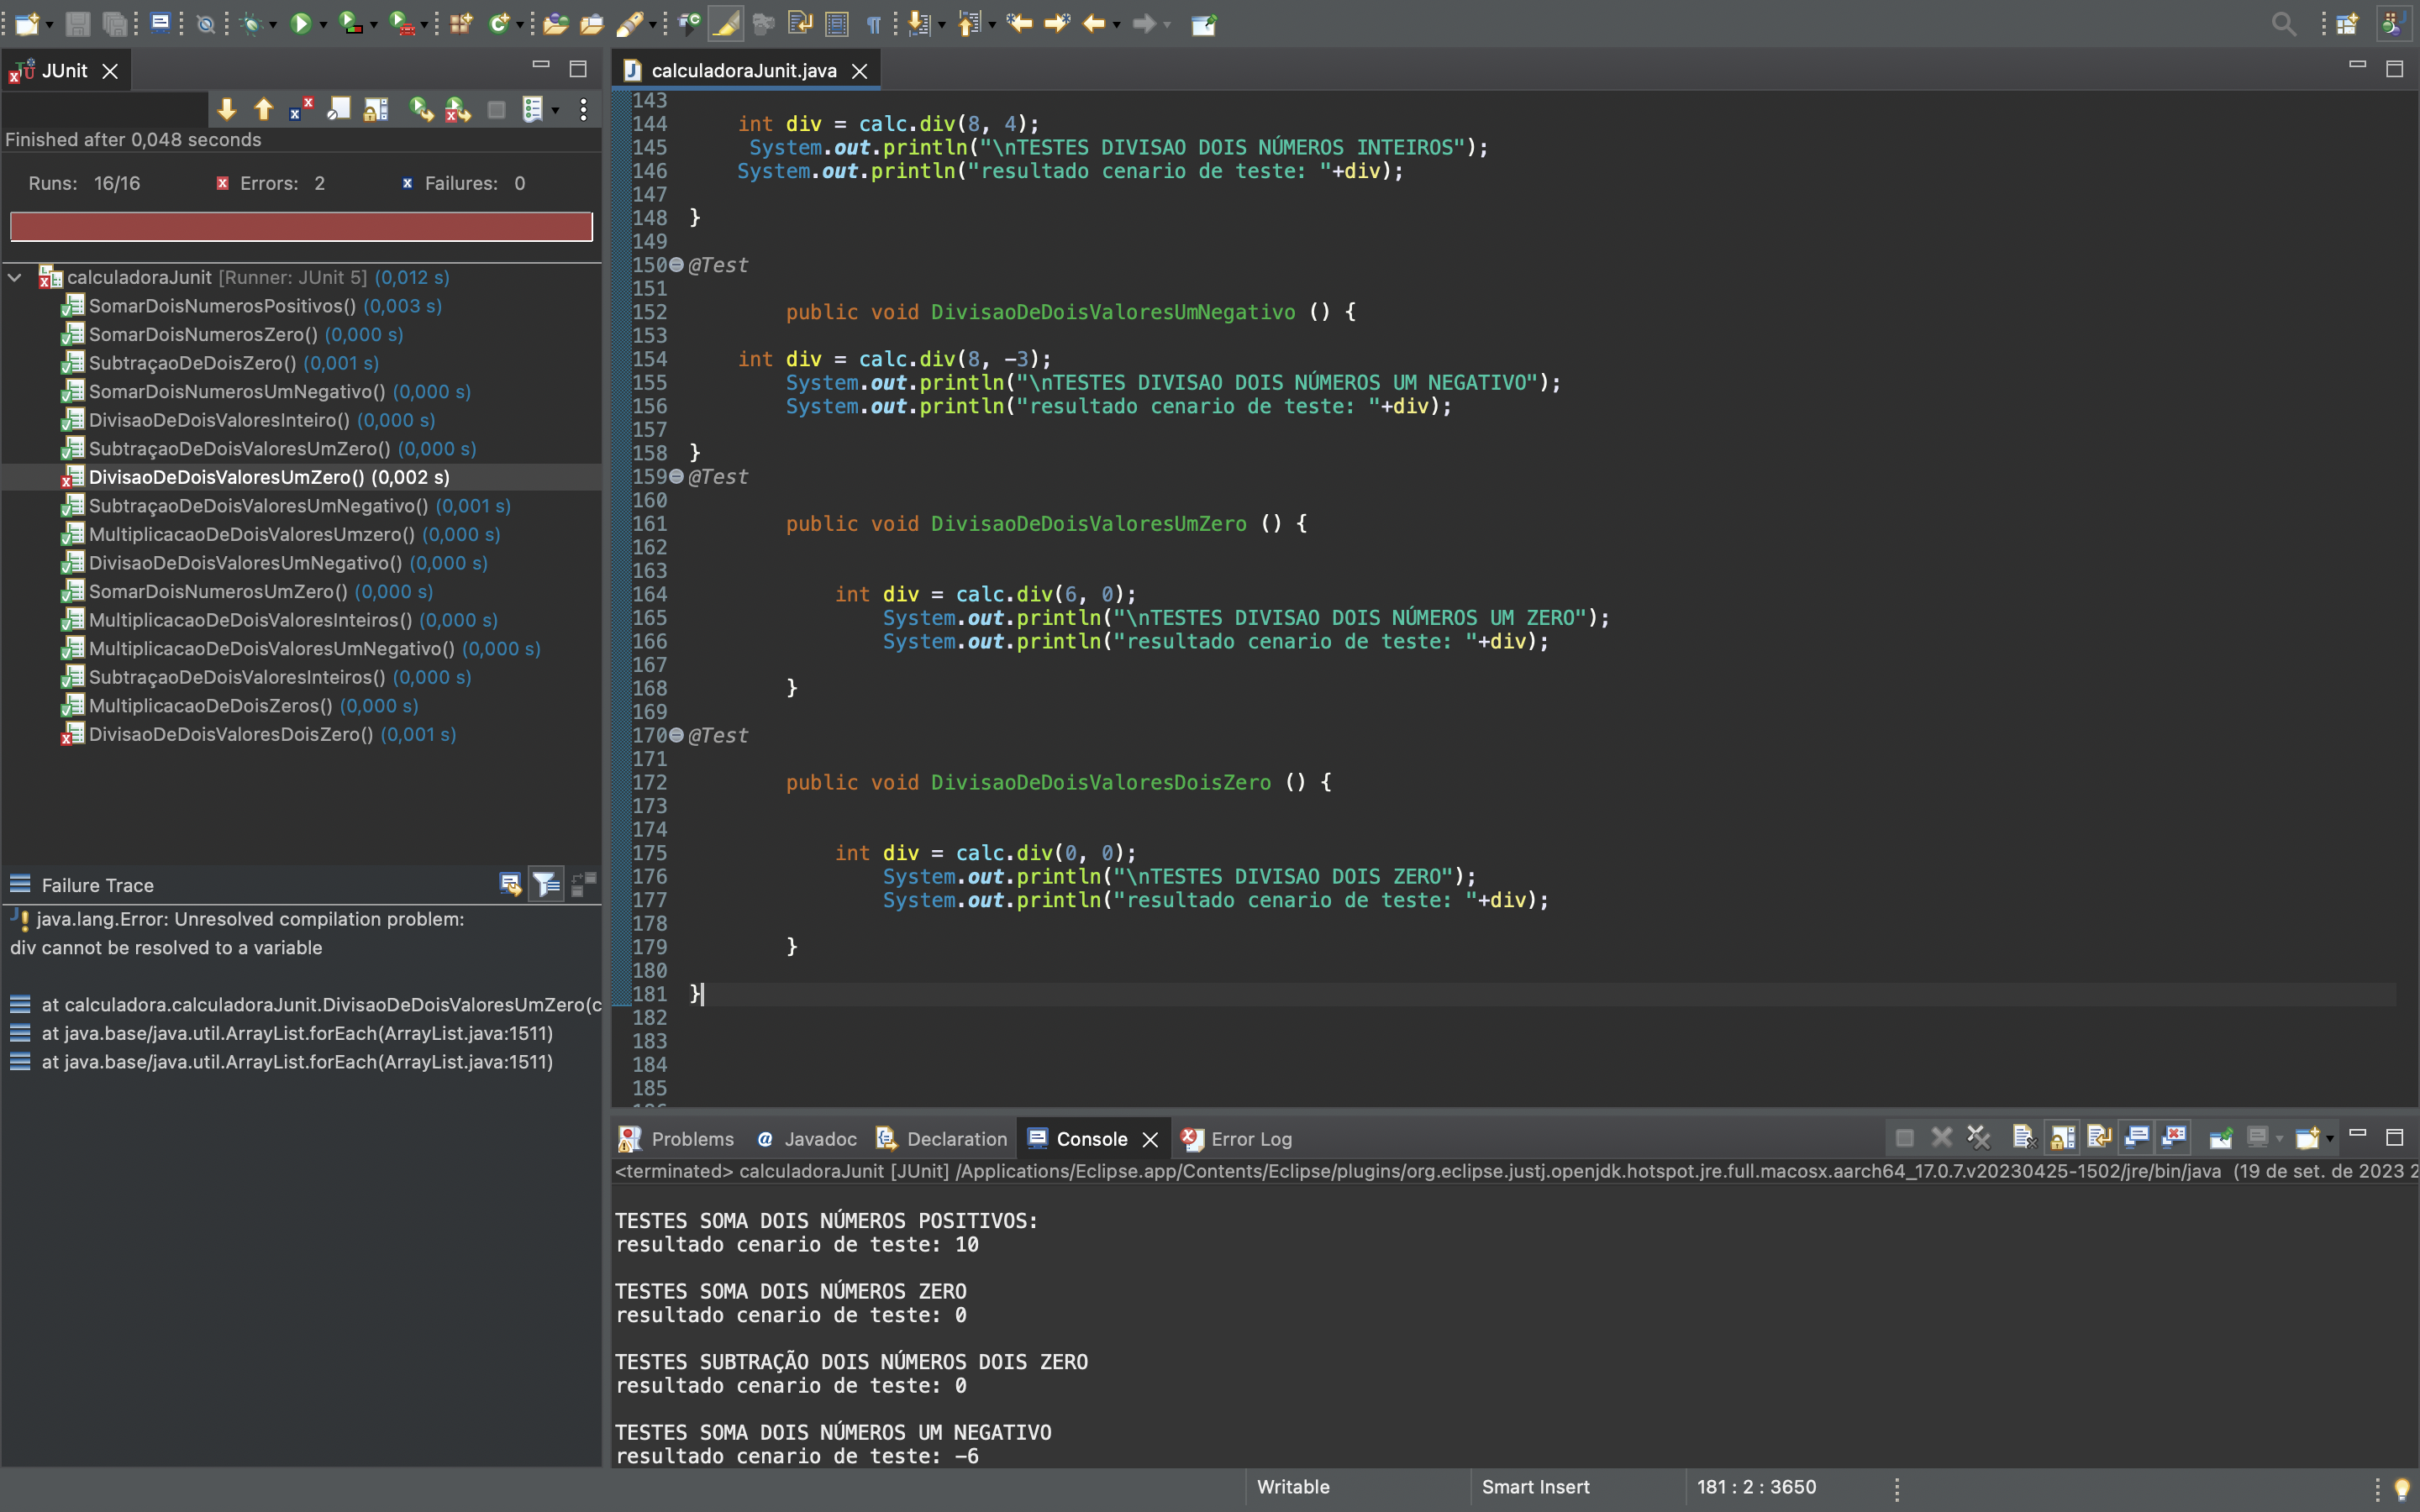 JUnit
Finished after 0,048 seconds
Runs: 16/16 Errors: 2 Failures: 0
calculadoraJunit [Runner: JUnit 5] (0,012 s)
SomarDoisNumerosPositivos() (0,003 s)
SomarDoisNumerosZero() (0,000 s)
SubtraçaoDeDoisZero() (0,001 s)
SomarDoisNumerosUmNegativo() (0,000 s)
DivisaoDeDoisValoresInteiro() (0,000 s)
SubtraçaoDeDoisValoresUmZero() (0,000 s)
DivisaoDeDoisValoresUmZero() (0,002 s)
SubtraçaoDeDoisValoresUmNegativo() (0,001 s)
MultiplicacaoDeDoisValoresUmzero() (0,000 s)
DivisaoDeDoisValoresUmNegativo() (0,000 s)
SomarDoisNumerosUmZero() (0,000 s)
MultiplicacaoDeDoisValoresInteiros() (0,000 s)
MultiplicacaoDeDoisValoresUmNegativo() (0,000 s)
SubtraçaoDeDoisValoresInteiros() (0,000 s)
MultiplicacaoDeDoisZeros() (0,000 s)
DivisaoDeDoisValoresDoisZero() (0,001 s)
Failure Trace
java.lang.Error: Unresolved compilation problem:
div cannot be resolved to a variable
at calculadora.calculadoraJunit.DivisaoDeDoisValoresUmZero(c
at java.base/java.util.ArrayList.forEach(ArrayList.java:1511)
at java.base/java.util.ArrayList.forEach(ArrayList.java:1511)
calculadoraJunit.java
143
144 int div = calc.div(8, 4);
145 System.out.println("\nTESTES DIVISAO DOIS NÚMEROS INTEIROS");
146 System.out.println("resultado cenario de teste: "+div);
147
148 }
149
150 @Test
151
152 public void DivisaoDeDoisValoresUmNegativo () {
153
154 int div = calc.div(8, -3);
155 System.out.println("\nTESTES DIVISAO DOIS NÚMEROS UM NEGATIVO");
156 System.out.println("resultado cenario de teste: "+div);
157
158 }
159 @Test
160
161 public void DivisaoDeDoisValoresUmZero () {
162
163
164 int div = calc.div(6, 0);
165 System.out.println("\nTESTES DIVISAO DOIS NÚMEROS UM ZERO");
166 System.out.println("resultado cenario de teste: "+div);
167
168 }
169
170 @Test
171
172 public void DivisaoDeDoisValoresDoisZero () {
173
174
175 int div = calc.div(0, 0);
176 System.out.println("\nTESTES DIVISAO DOIS ZERO");
177 System.out.println("resultado cenario de teste: "+div);
178
179 }
180
181 }
182
183
184
185
Problems Javadoc Declaration Console Error Log
<terminated> calculadoraJunit [JUnit] /Applications/Eclipse.app/Contents/Eclipse/plugins/org.eclipse.justj.openjdk.hotspot.jre.full.macosx.aarch64_17.0.7.v20230425-1502/jre/bin/java (19 de set. de 2023 2
TESTES SOMA DOIS NÚMEROS POSITIVOS:
resultado cenario de teste: 10
TESTES SOMA DOIS NÚMEROS ZERO
resultado cenario de teste: 0
TESTES SUBTRAÇÃO DOIS NÚMEROS DOIS ZERO
resultado cenario de teste: 0
TESTES SOMA DOIS NÚMEROS UM NEGATIVO
resultado cenario de teste: -6
Writable Smart Insert 181 : 2 : 3650